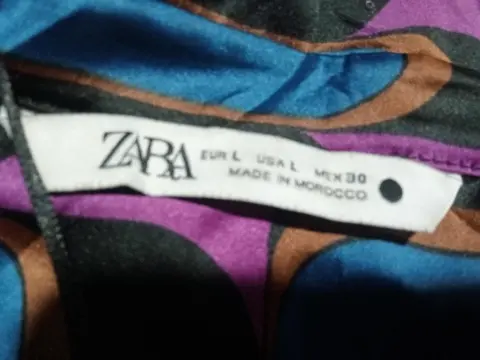 ZARA
EUR L USA L MEX 30
MADE IN MOROCCO